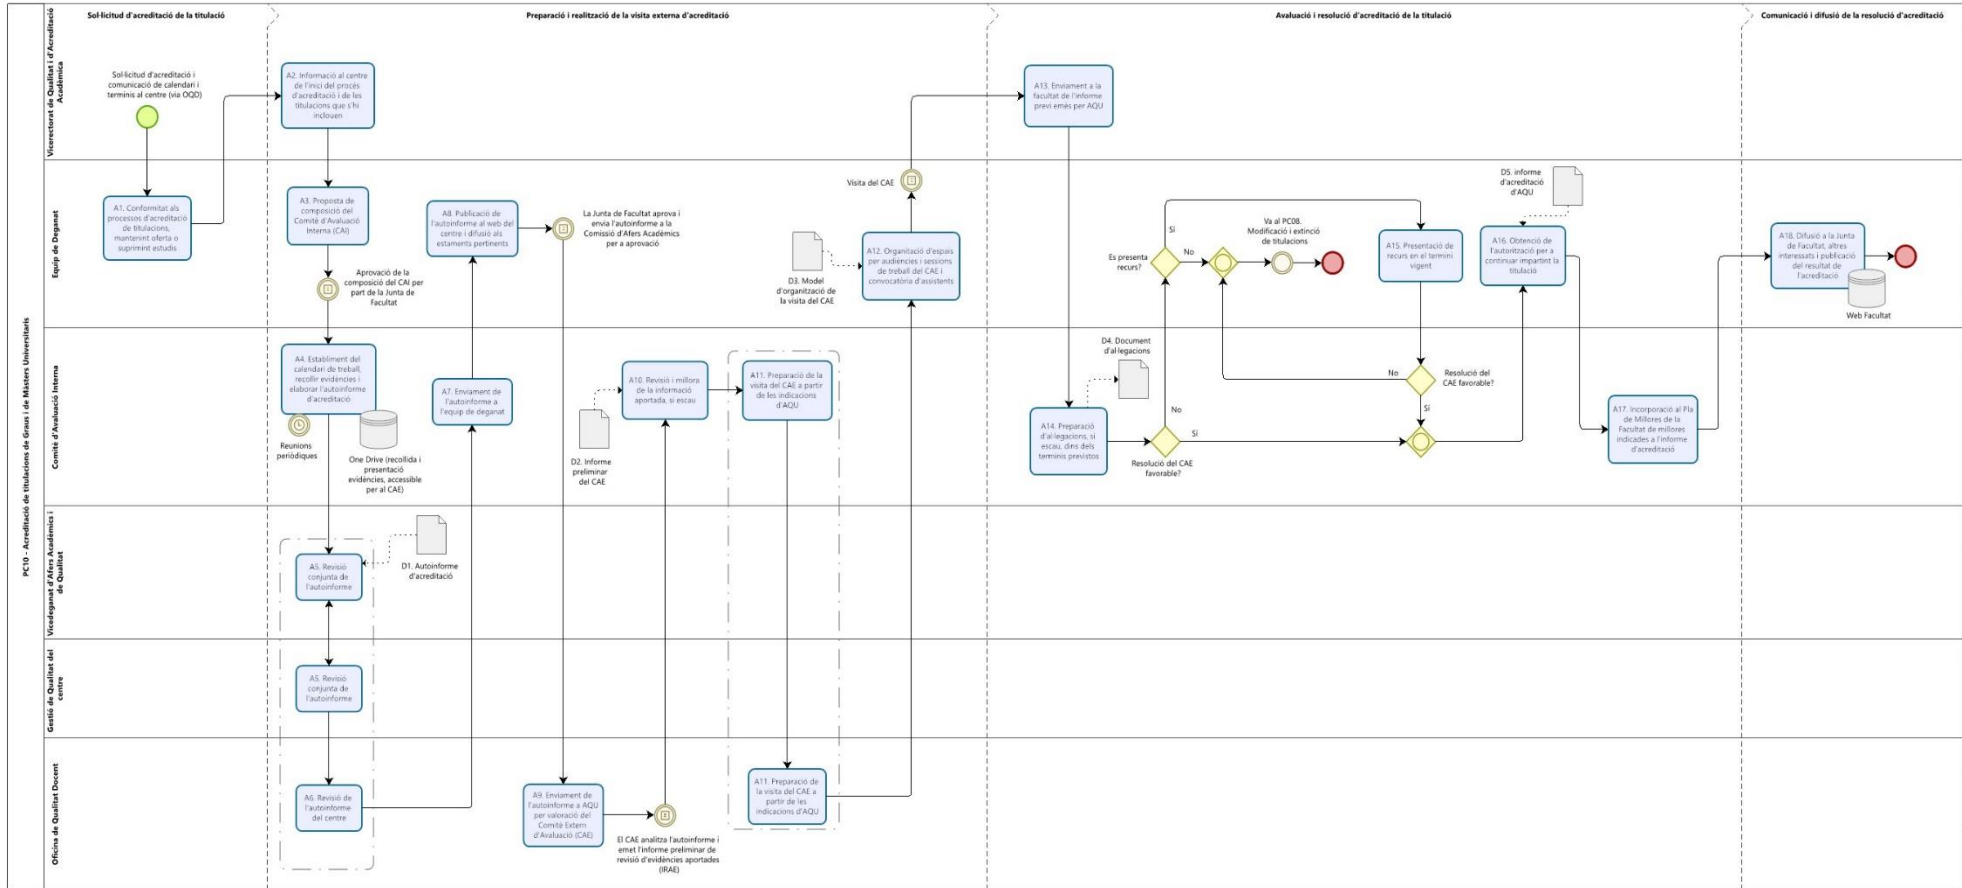 PC10 - Acreditació de titulacions de Graus i de Màsters Universitaris
Sol·licitud d'acreditació de la titulació
Preparació i realització de la visita externa d'acreditació
Avaluació i resolució d'acreditació de la titulació
Comunicació i difusió de la resolució d'acreditació
Vicerectorat de Qualitat i d'Acreditació
Acadèmica
Sol·licitud d'acreditació i
comunicació de calendari i
terminis al centre (via OQD)
A2. Informació al centre
de l'inici del procés
d'acreditació i de les
titulacions que s'hi
inclouen
A13. Enviament a la
facultat de l'informe
previ emès per AQU
Equip de Deganat
A1. Conformitat als
processos d'acreditació
de titulacions,
mantenint oferta o
suprimint estudis
A3. Proposta de
composició del
Comitè d'Avaluació
Interna (CAI)
Aprovació de la
composició del CAI per
part de la Junta de
Facultat
A8. Publicació de
l'autoinforme al web del
centre i difusió als
estaments pertinents
La Junta de Facultat aprova i
envia l'autoinforme a la
Comissió d'Afers Acadèmics
per a aprovació
Visita del CAE
D3. Model
d'organització de
la visita del CAE
A12. Organització d'espais
per audiències i sessions
de treball del CAE i
convocatòria d'assistents
Es presenta
recurs?
Sí
No
Va al PC08.
Modificació i extinció
de titulacions
A15. Presentació de
recurs en el termini
vigent
D5. informe
d'acreditació
d'AQU
A16. Obtenció de
l'autorització per a
continuar impartint la
titulació
A18. Difusió a la Junta
de Facultat, altres
interessats i publicació
del resultat de
l'acreditació
Web Facultat
Comitè d'Avaluació Interna
A4. Establiment del
calendari de treball,
recollir evidències i
elaborar l'autoinforme
d'acreditació
Reunions
periòdiques
One Drive (recollida i
presentació
evidències, accessible
per al CAE)
A7. Enviament de
l'autoinforme a
l'equip de deganat
D2. Informe
preliminar
del CAE
A10. Revisió i millora
de la informació
aportada, si escau
A11. Preparació de la
visita del CAE a partir
de les indicacions
d'AQU
D4. Document
d'al·legacions
A14. Preparació
d'al·legacions, si
escau, dins dels
terminis previstos
No
Sí
Resolució del CAE
favorable?
No
Resolució del
CAE favorable?
Sí
A17. Incorporació al Pla
de Millores de la
Facultat de millores
indicades a l'informe
d'acreditació
Vicedeganat d'Afers Acadèmics i
de Qualitat
A5. Revisió
conjunta de
l'autoinforme
D1. Autoinforme
d'acreditació
Gestió de Qualitat del
centre
A5. Revisió
conjunta de
l'autoinforme
Oficina de Qualitat Docent
A6. Revisió de
l'autoinforme
del centre
A9. Enviament de
l'autoinforme a AQU
per valoració del
Comitè Extern
d'Avaluació (CAE)
El CAE analitza l'autoinforme i
emet l'informe preliminar de
revisió d'evidències aportades
(IRAE)
A11. Preparació de
la visita del CAE a
partir de les
indicacions d'AQU